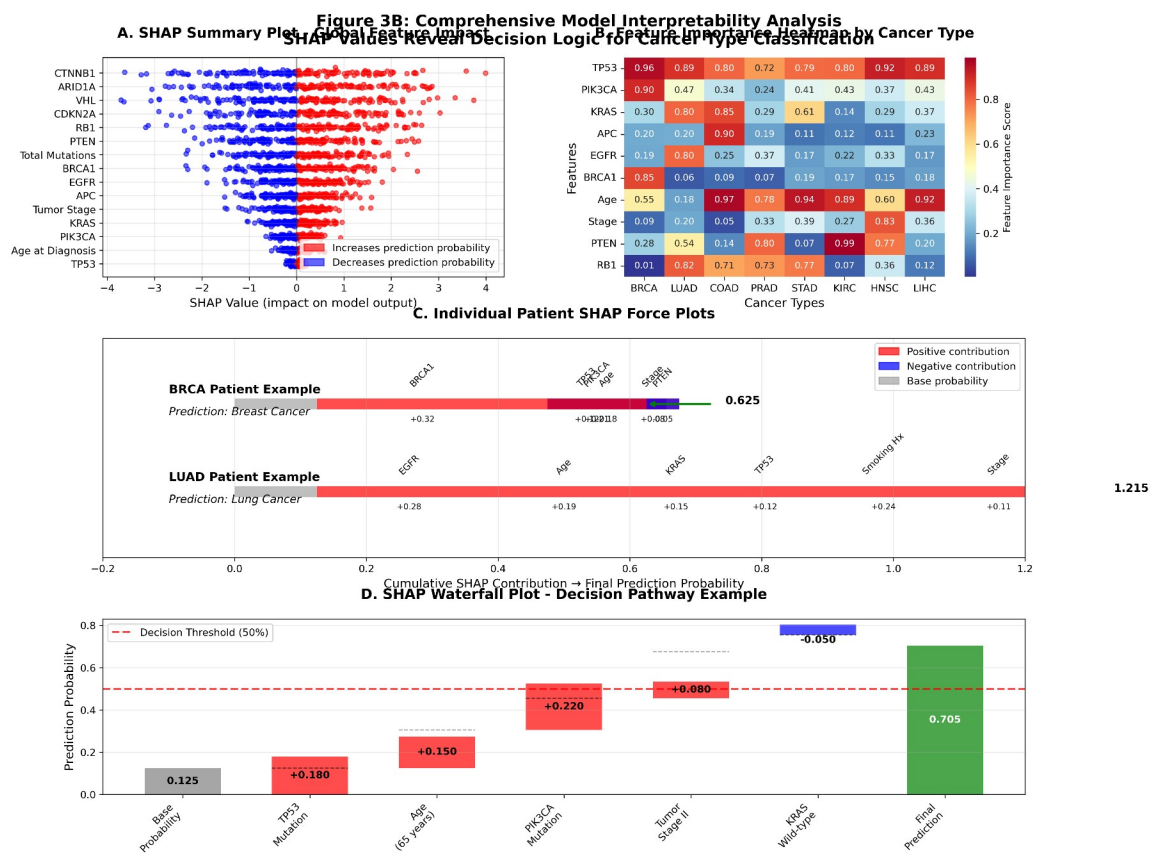 Figure 3B: Comprehensive Model Interpretability Analysis
SHAP Values Reveal Decision Logic for Cancer Type Classification
A. SHAP Summary Plot - Global Feature Impact
CTNNB1
ARID1A
VHL
CDKN2A
RB1
PTEN
Total Mutations
BRCA1
EGFR
APC
Tumor Stage
KRAS
PIK3CA
Age at Diagnosis
TP53
Increases prediction probability
Decreases prediction probability
−4 −3 −2 −1 0 1 2 3 4
SHAP Value (impact on model output)
B. Feature Importance Heatmap by Cancer Type
Features
TP53 0.96 0.89 0.80 0.72 0.79 0.80 0.92 0.89
PIK3CA 0.90 0.47 0.34 0.24 0.41 0.43 0.37 0.43
KRAS 0.30 0.80 0.85 0.29 0.61 0.14 0.29 0.37
APC 0.20 0.20 0.90 0.19 0.11 0.12 0.11 0.23
EGFR 0.19 0.80 0.25 0.37 0.17 0.22 0.33 0.17
BRCA1 0.85 0.06 0.09 0.07 0.19 0.17 0.15 0.18
Age 0.55 0.18 0.97 0.78 0.94 0.89 0.60 0.92
Stage 0.09 0.20 0.05 0.33 0.39 0.27 0.83 0.36
PTEN 0.28 0.54 0.14 0.80 0.07 0.99 0.77 0.20
RB1 0.01 0.82 0.71 0.73 0.77 0.07 0.36 0.12
BRCA LUAD COAD PRAD STAD KIRC HNSC LIHC
Cancer Types
0.8
0.6
0.4
0.2
Feature Importance Score
C. Individual Patient SHAP Force Plots
Positive contribution
Negative contribution
Base probability
BRCA1 TP53 PIK3CA Age Stage PTEN
BRCA Patient Example
0.625
Prediction: Breast Cancer
+0.32
EGFR Age KRAS TP53 Smoking Hx Stage
LUAD Patient Example
1.215
Prediction: Lung Cancer
+0.28 +0.19 +0.15 +0.12 +0.24 +0.11
−0.2 0.0 0.2 0.4 0.6 0.8 1.0 1.2
Cumulative SHAP Contribution → Final Prediction Probability
D. SHAP Waterfall Plot - Decision Pathway Example
Decision Threshold (50%)
Prediction Probability
0.8
0.6
0.4
0.2
0.0
0.125
+0.180
+0.150
+0.220
+0.080
-0.050
0.705
Base
Probability
TP53
Mutation
Age
(65 years)
PIK3CA
Mutation
Tumor
Stage II
KRAS
Wild-type
Final
Prediction